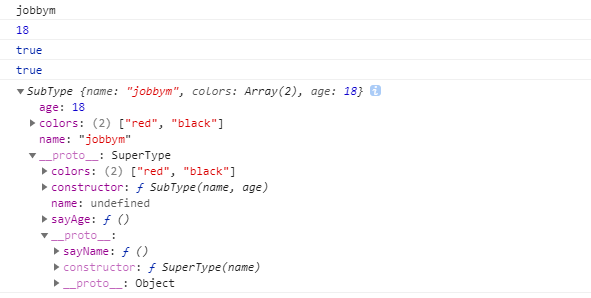 jobbym
18
true
true
SubType {name: "jobbym", colors: Array(2), age: 18} i
age: 18
colors: (2) ["red", "black"]
name: "jobbym"
__proto__: SuperType
colors: (2) ["red", "black"]
constructor: ƒ SubType(name, age)
name: undefined
sayAge: ƒ ()
__proto__:
sayName: ƒ ()
constructor: ƒ SuperType(name)
__proto__: Object